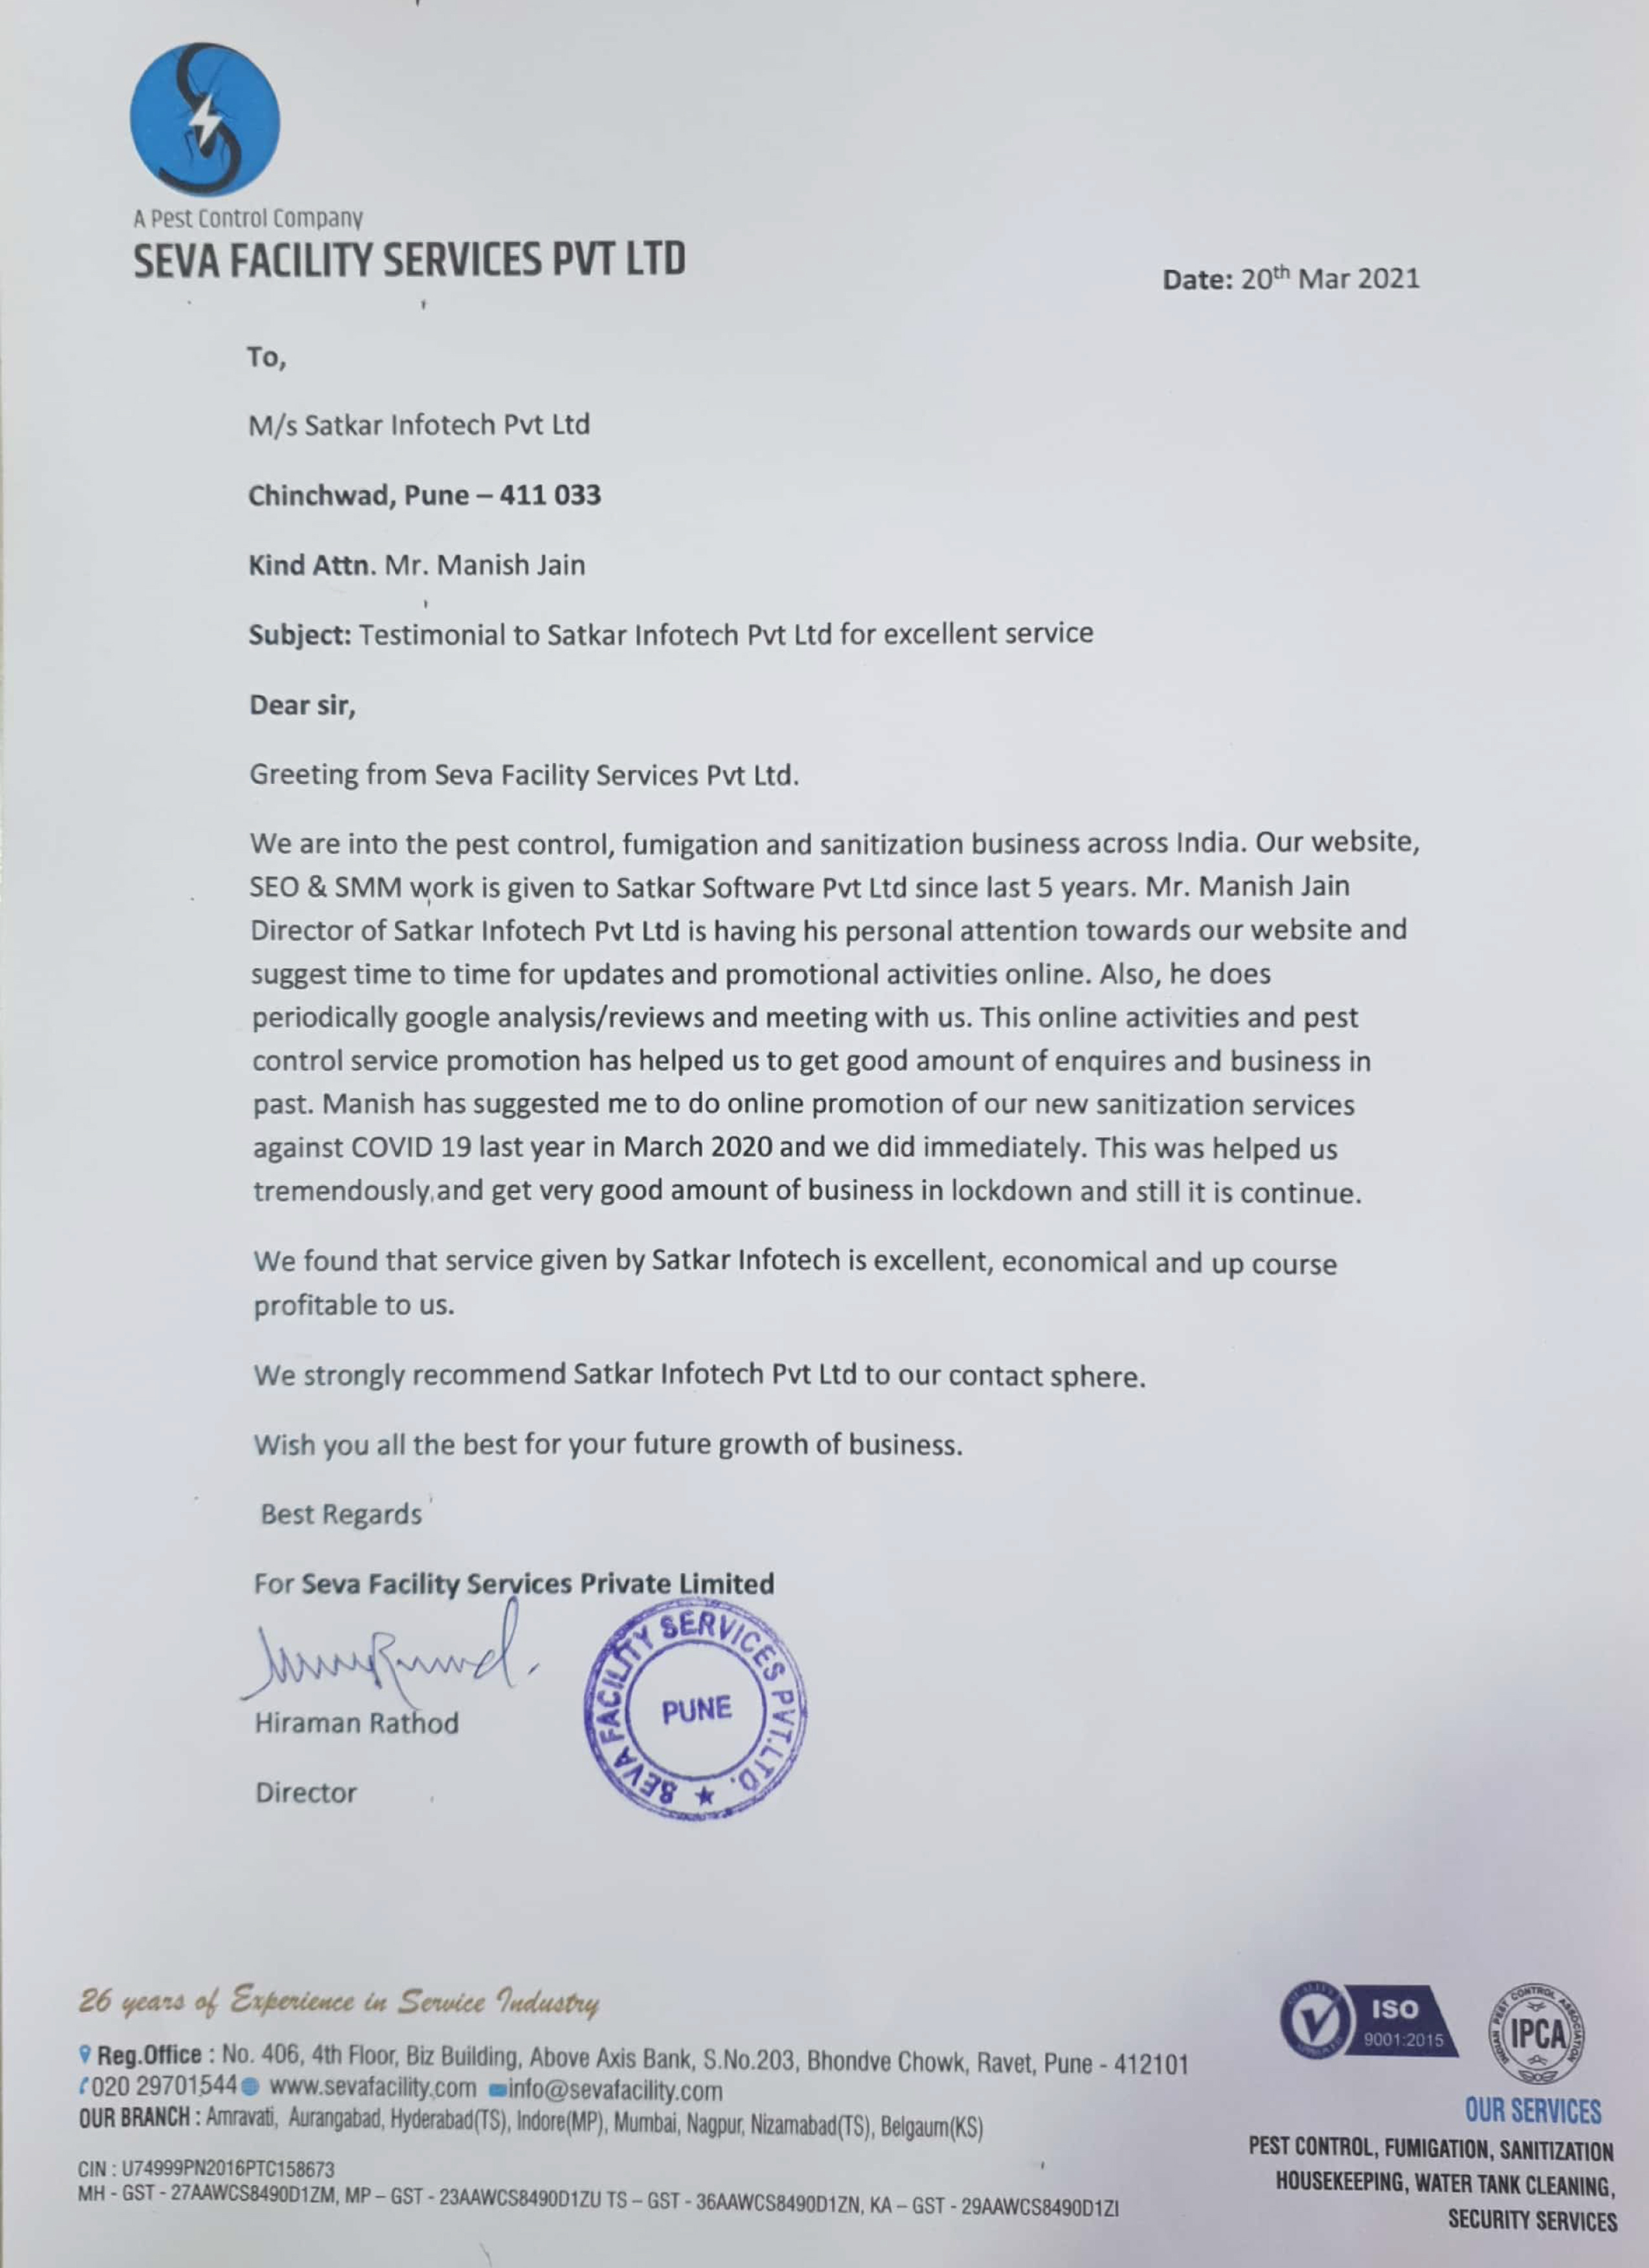 A Pest Control Company
SEVA FACILITY SERVICES PVT LTD
Date: 20th Mar 2021
To,
M/s Satkar Infotech Pvt Ltd
Chinchwad, Pune – 411 033
Kind Attn. Mr. Manish Jain
Subject: Testimonial to Satkar Infotech Pvt Ltd for excellent service
Dear sir,
Greeting from Seva Facility Services Pvt Ltd.
We are into the pest control, fumigation and sanitization business across India. Our website,
SEO & SMM work is given to Satkar Software Pvt Ltd since last 5 years. Mr. Manish Jain
Director of Satkar Infotech Pvt Ltd is having his personal attention towards our website and
suggest time to time for updates and promotional activities online. Also, he does
periodically google analysis/reviews and meeting with us. This online activities and pest
control service promotion has helped us to get good amount of enquires and business in
past. Manish has suggested me to do online promotion of our new sanitization services
against COVID 19 last year in March 2020 and we did immediately. This was helped us
tremendously,and get very good amount of business in lockdown and still it is continue.
We found that service given by Satkar Infotech is excellent, economical and up course
profitable to us.
We strongly recommend Satkar Infotech Pvt Ltd to our contact sphere.
Wish you all the best for your future growth of business.
Best Regards
For Seva Facility Services Private Limited
SEVA FACILITY SERVICES PVT.LTD.
PUNE
Hiraman Rathod
Director
26 years of Experience in Service Industry
Reg.Office : No. 406, 4th Floor, Biz Building, Above Axis Bank, S.No.203, Bhondve Chowk, Ravet, Pune - 412101
020 29701544 www.sevafacility.com info@sevafacility.com
OUR BRANCH : Amravati, Aurangabad, Hyderabad(TS), Indore(MP), Mumbai, Nagpur, Nizamabad(TS), Belgaum(KS)
CIN : U74999PN2016PTC158673
MH - GST - 27AAWCS8490D1ZM, MP – GST - 23AAWCS8490D1ZU TS – GST - 36AAWCS8490D1ZN, KA – GST - 29AAWCS8490D1ZI
ISO
9001:2015
INDIAN PEST CONTROL ASSOCIATION
IPCA
OUR SERVICES
PEST CONTROL, FUMIGATION, SANITIZATION
HOUSEKEEPING, WATER TANK CLEANING,
SECURITY SERVICES